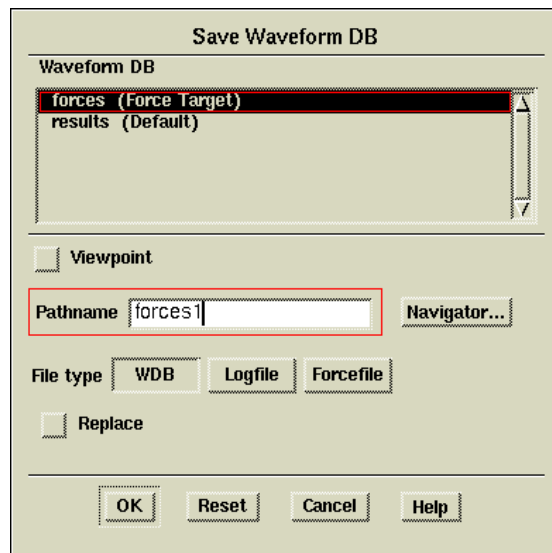 Save Waveform DB
Waveform DB
forces (Force Target)
results (Default)
Viewpoint
Pathname forces1 Navigator...
File type WDB Logfile Forcefile
Replace
OK Reset Cancel Help